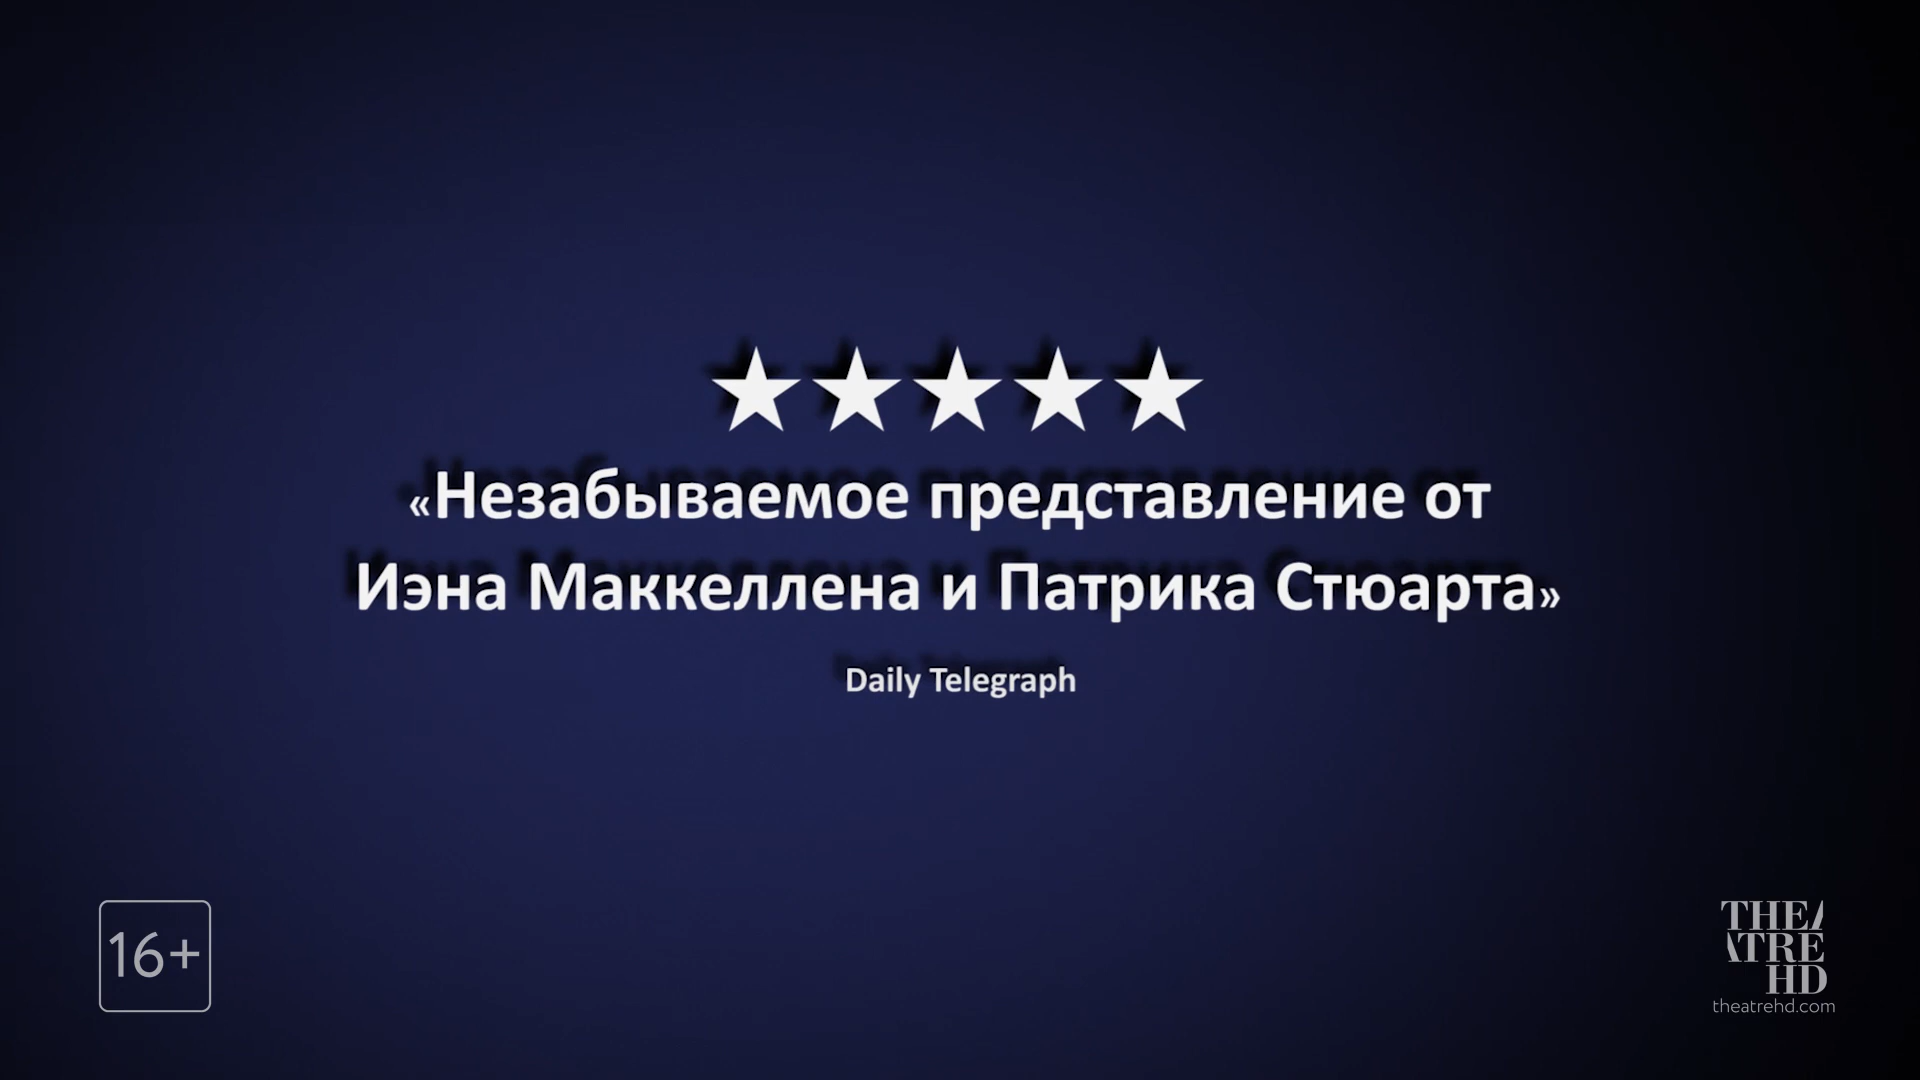 ★★★★★
«Незабываемое представление от
Иэна Маккеллена и Патрика Стюарта»
Daily Telegraph
16+
THEA
ATRE
HD
theatrehd.com